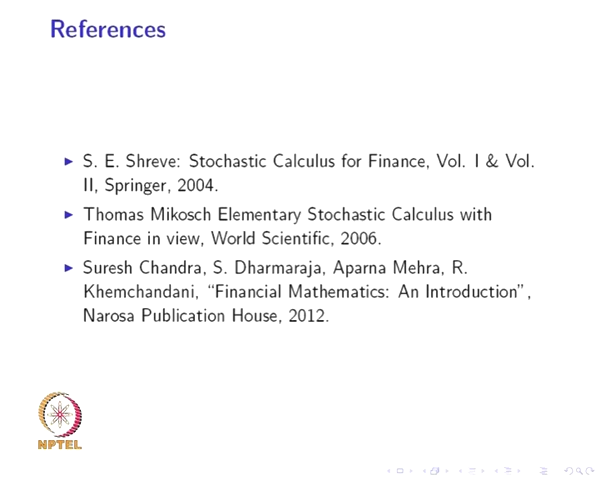 References
S. E. Shreve: Stochastic Calculus for Finance, Vol. I & Vol.
II, Springer, 2004.
Thomas Mikosch Elementary Stochastic Calculus with
Finance in view, World Scientific, 2006.
Suresh Chandra, S. Dharmaraja, Aparna Mehra, R.
Khemchandani, “Financial Mathematics: An Introduction”,
Narosa Publication House, 2012.
NPTEL